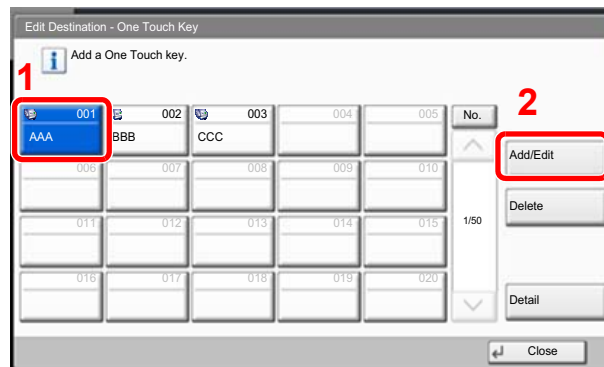 Edit Destination - One Touch Key
Add a One Touch key.
1
2
001 002 003 004 005 No.
AAA BBB CCC
Add/Edit
006 007 008 009 010
Delete
011 012 013 014 015 1/50
016 017 018 019 020
Detail
Close